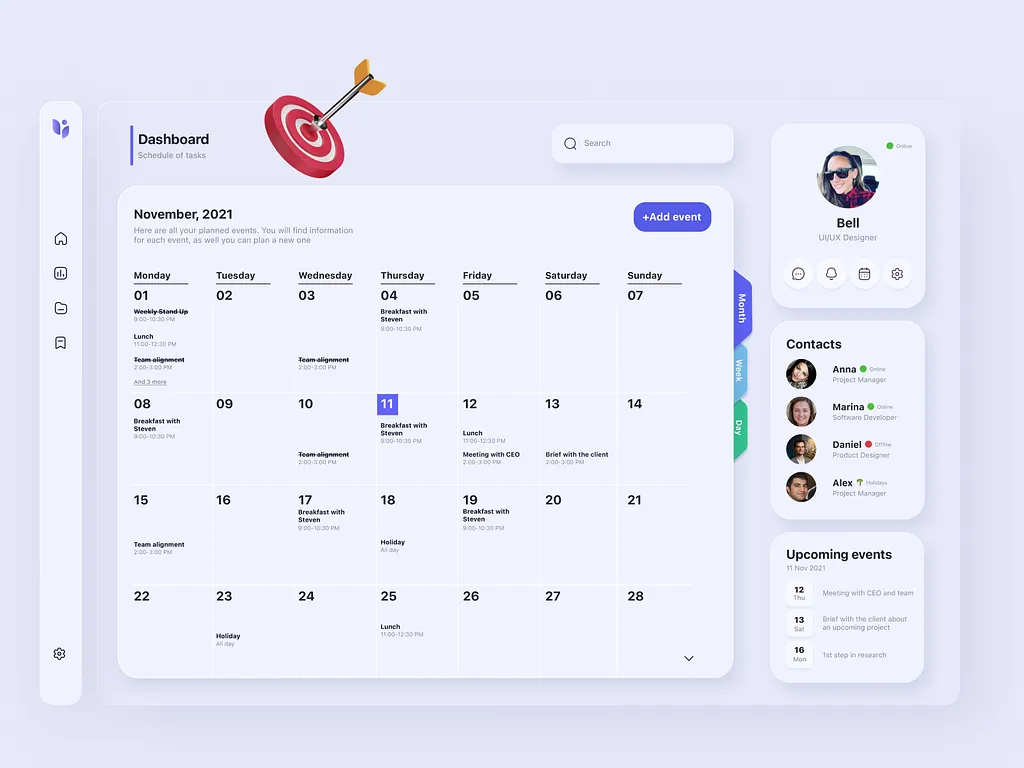 Dashboard
Schedule of tasks
Search
November, 2021
Here are all your planned events. You will find information
for each event, as well you can plan a new one
+Add event
Monday Tuesday Wednesday Thursday Friday Saturday Sunday
01 02 03 04 05 06 07
Weekly Stand Up
9:00-10:30 PM
Lunch
11:00-12:30 PM
Team alignment
2:00-3:00 PM
And 3 more
Team alignment
2:00-3:00 PM
Breakfast with
Steven
9:00-10:30 PM
08 09 10 11 12 13 14
Breakfast with
Steven
9:00-10:30 PM
Team alignment
2:00-3:00 PM
Breakfast with
Steven
9:00-10:30 PM
Lunch
11:00-12:30 PM
Meeting with CEO
2:00-3:00 PM
Brief with the client
2:00-3:00 PM
15 16 17 18 19 20 21
Team alignment
2:00-3:00 PM
Breakfast with
Steven
9:00-10:30 PM
Holiday
All day
Breakfast with
Steven
9:00-10:30 PM
22 23 24 25 26 27 28
Holiday
All day
Lunch
11:00-12:30 PM
Month
Week
Day
Online
Bell
UI/UX Designer
Contacts
Anna Online
Project Manager
Marina Online
Software Developer
Daniel Offline
Product Designer
Alex Holidays
Project Manager
Upcoming events
11 Nov 2021
12
Thu
Meeting with CEO and team
13
Sat
Brief with the client about
an upcoming project
16
Mon
1st step in research